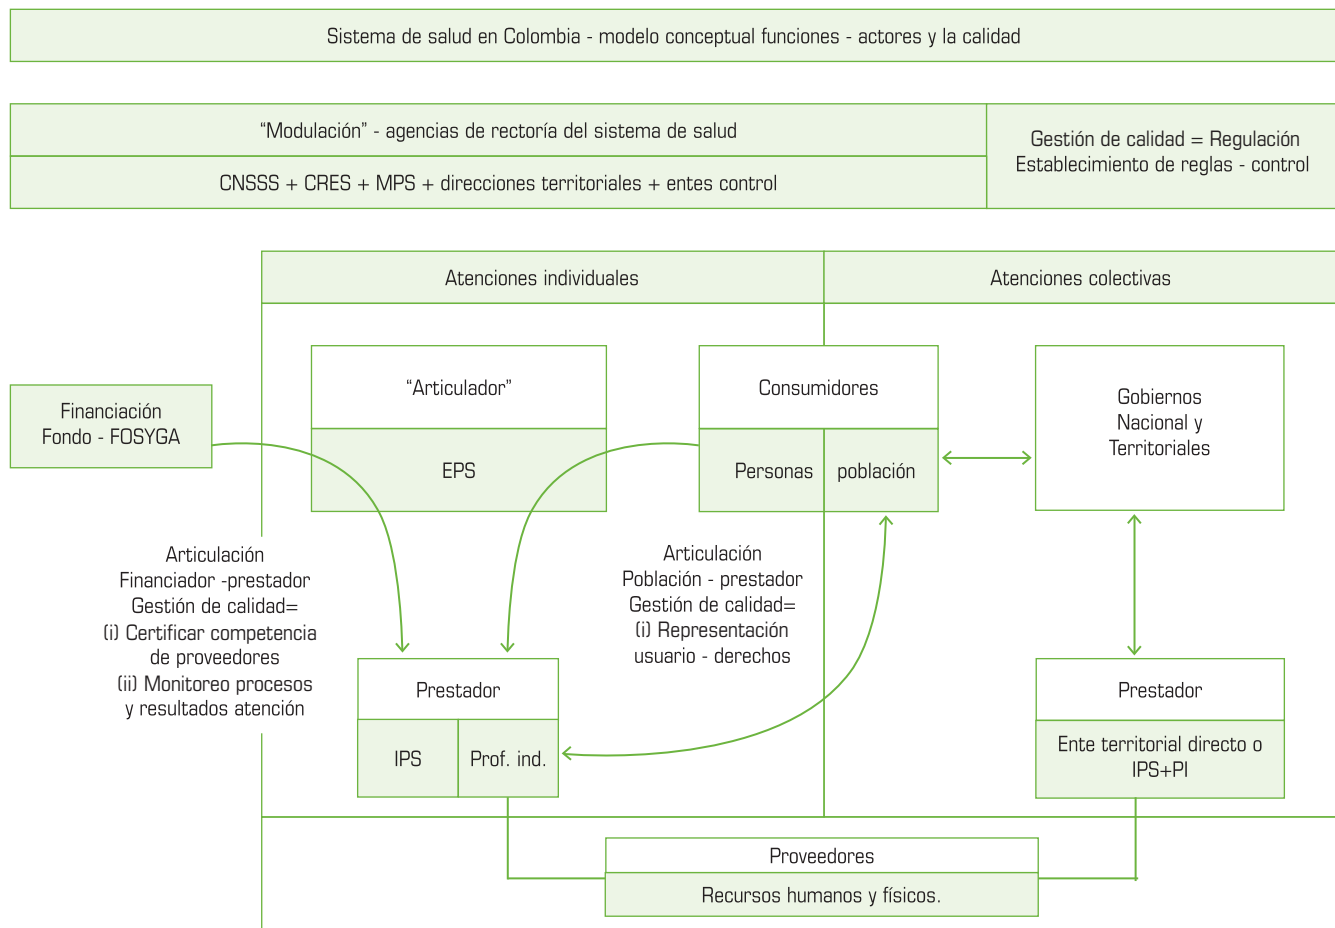 Sistema de salud en Colombia - modelo conceptual funciones - actores y la calidad
“Modulación” - agencias de rectoría del sistema de salud
CNSSS + CRES + MPS + direcciones territoriales + entes control
Gestión de calidad = Regulación
Establecimiento de reglas - control
Atenciones individuales
Atenciones colectivas
Financiación
Fondo - FOSYGA
“Articulador”
EPS
Consumidores
Personas
población
Gobiernos
Nacional y
Territoriales
Articulación
Financiador -prestador
Gestión de calidad=
(i) Certificar competencia
de proveedores
(ii) Monitoreo procesos
y resultados atención
Articulación
Población - prestador
Gestión de calidad=
(i) Representación
usuario - derechos
Prestador
IPS
Prof. ind.
Prestador
Ente territorial directo o
IPS+PI
Proveedores
Recursos humanos y físicos.